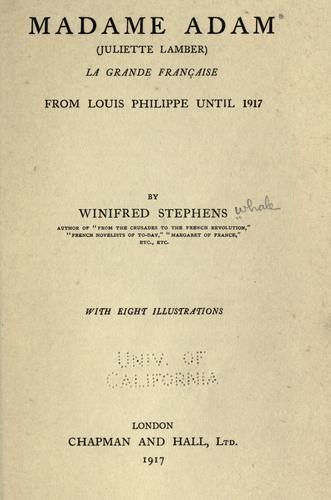 MADAME ADAM
(JULIETTE LAMBER)
LA GRANDE FRANÇAISE
FROM LOUIS PHILIPPE UNTIL 1917
BY
WINIFRED STEPHENS whale
AUTHOR OF "FROM THE CRUSADES TO THE FRENCH REVOLUTION,"
"FRENCH NOVELISTS OF TO-DAY," "MARGARET OF FRANCE,"
ETC., ETC.
WITH EIGHT ILLUSTRATIONS
UNIV. OF
CALIFORNIA
LONDON
CHAPMAN AND HALL, LTD.
1917